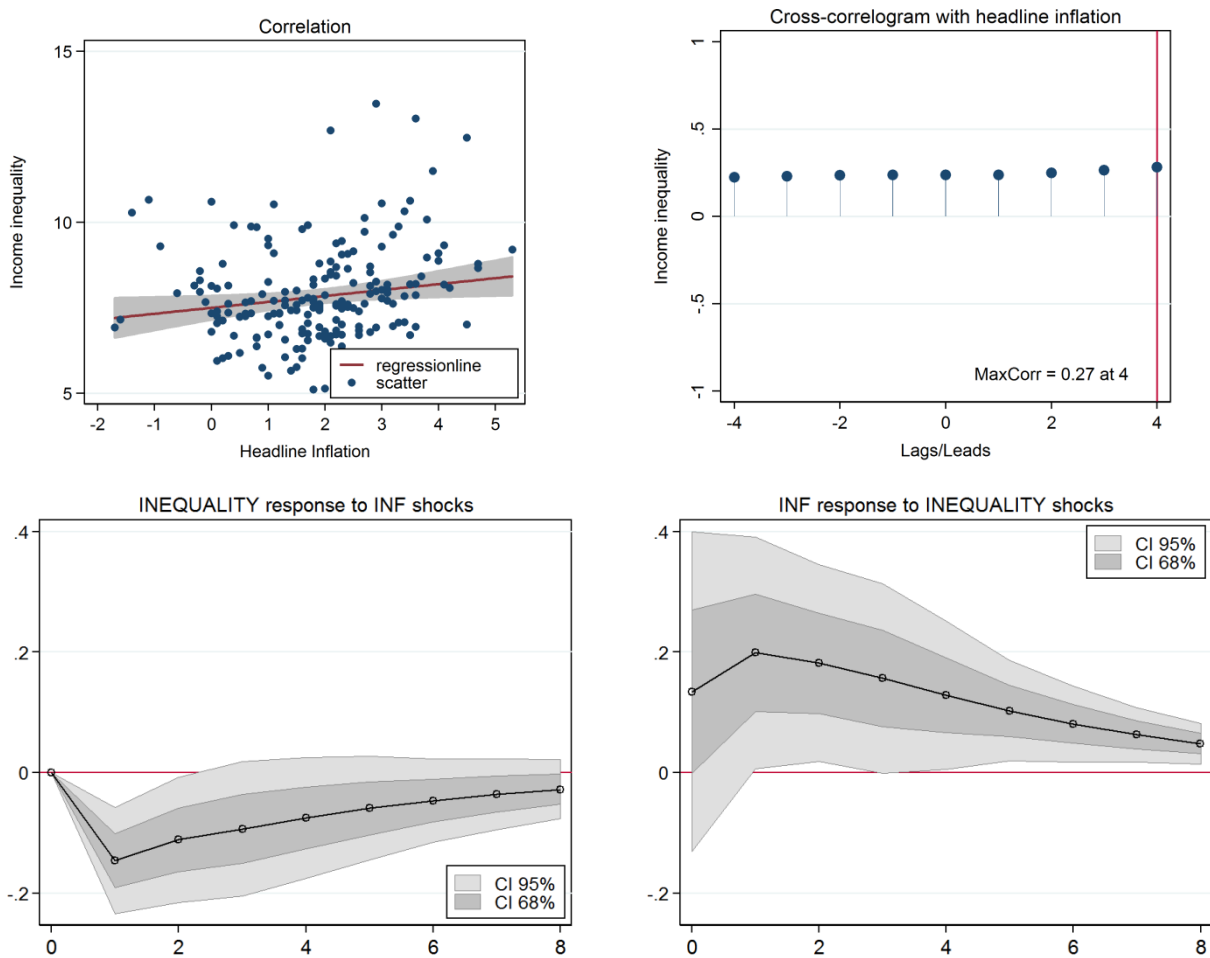 Correlation
15
10
5
Income inequality
-2 -1 0 1 2 3 4 5
Headline Inflation
regressionline
scatter
Cross-correlogram with headline inflation
1
.5
0
-.5
-1
Income inequality
MaxCorr = 0.27 at 4
-4 -2 0 2 4
Lags/Leads
INEQUALITY response to INF shocks
.4
.2
0
-.2
CI 95%
CI 68%
0 2 4 6 8
INF response to INEQUALITY shocks
CI 95%
CI 68%
.4
.2
0
-.2
0 2 4 6 8